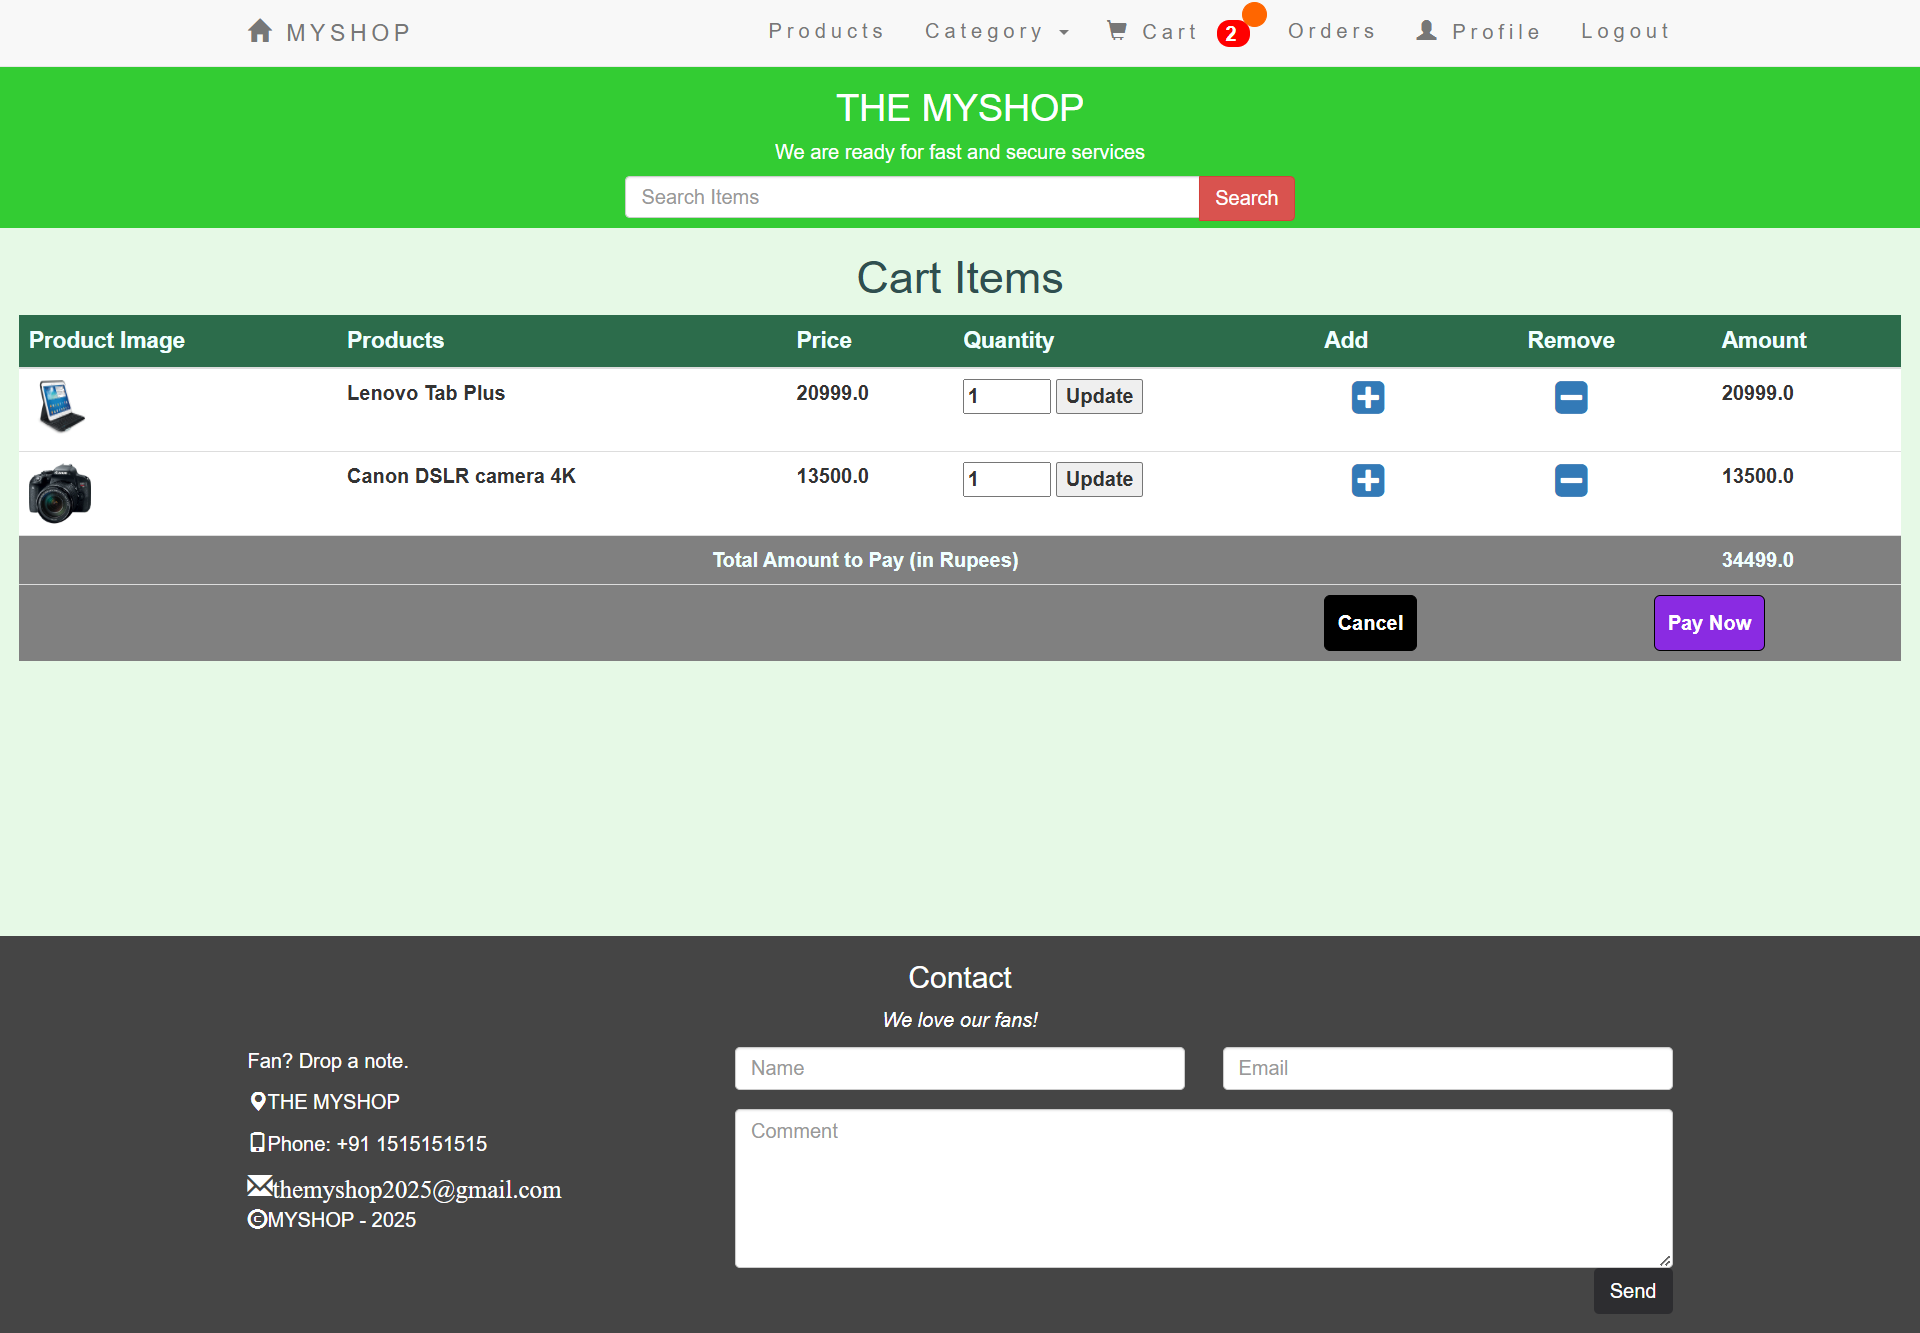 MYSHOP Products Category Cart 2 Orders Profile Logout
THE MYSHOP
We are ready for fast and secure services
Search Items Search
Cart Items
Product Image Products Price Quantity Add Remove Amount
Lenovo Tab Plus 20999.0 1 Update 20999.0
Canon DSLR camera 4K 13500.0 1 Update 13500.0
Total Amount to Pay (in Rupees) 34499.0
Cancel Pay Now
Contact
We love our fans!
Fan? Drop a note.
Name Email
THE MYSHOP
Comment
Phone: +91 1515151515
themyshop2025@gmail.com
©MYSHOP - 2025
Send